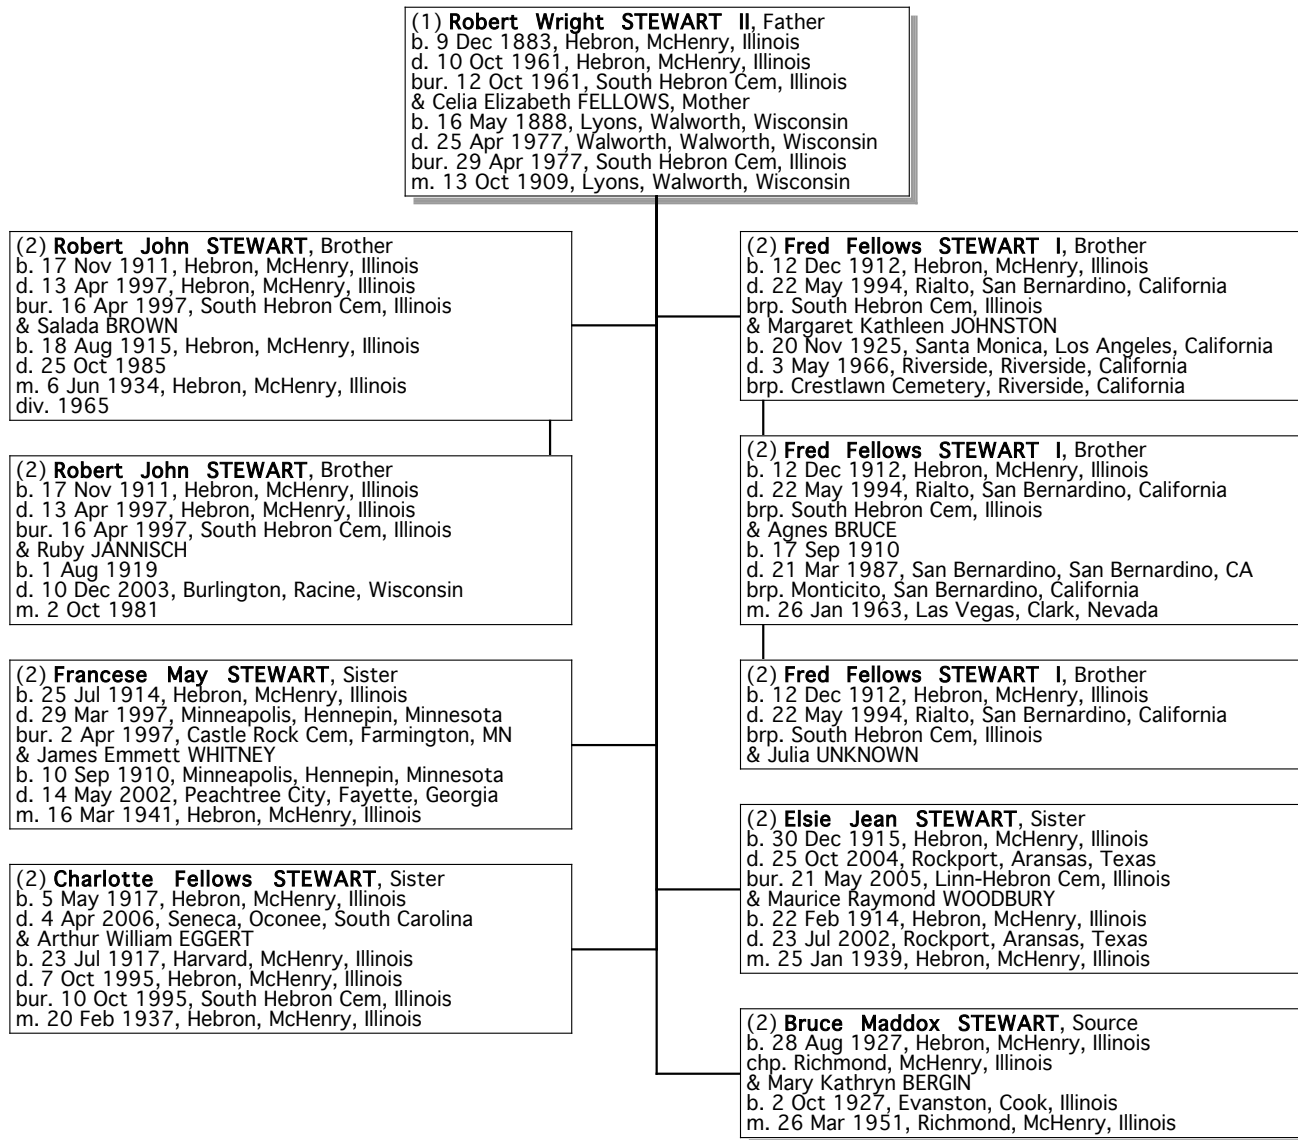 (1) Robert Wright STEWART II, Father
b. 9 Dec 1883, Hebron, McHenry, Illinois
d. 10 Oct 1961, Hebron, McHenry, Illinois
bur. 12 Oct 1961, South Hebron Cem, Illinois
& Celia Elizabeth FELLOWS, Mother
b. 16 May 1888, Lyons, Walworth, Wisconsin
d. 25 Apr 1977, Walworth, Walworth, Wisconsin
bur. 29 Apr 1977, South Hebron Cem, Illinois
m. 13 Oct 1909, Lyons, Walworth, Wisconsin
(2) Robert John STEWART, Brother
b. 17 Nov 1911, Hebron, McHenry, Illinois
d. 13 Apr 1997, Hebron, McHenry, Illinois
bur. 16 Apr 1997, South Hebron Cem, Illinois
& Salada BROWN
b. 18 Aug 1915, Hebron, McHenry, Illinois
d. 25 Oct 1985
m. 6 Jun 1934, Hebron, McHenry, Illinois
div. 1965
(2) Robert John STEWART, Brother
b. 17 Nov 1911, Hebron, McHenry, Illinois
d. 13 Apr 1997, Hebron, McHenry, Illinois
bur. 16 Apr 1997, South Hebron Cem, Illinois
& Ruby JANNISCH
b. 1 Aug 1919
d. 10 Dec 2003, Burlington, Racine, Wisconsin
m. 2 Oct 1981
(2) Francese May STEWART, Sister
b. 25 Jul 1914, Hebron, McHenry, Illinois
d. 29 Mar 1997, Minneapolis, Hennepin, Minnesota
bur. 2 Apr 1997, Castle Rock Cem, Farmington, MN
& James Emmett WHITNEY
b. 10 Sep 1910, Minneapolis, Hennepin, Minnesota
d. 14 May 2002, Peachtree City, Fayette, Georgia
m. 16 Mar 1941, Hebron, McHenry, Illinois
(2) Charlotte Fellows STEWART, Sister
b. 5 May 1917, Hebron, McHenry, Illinois
d. 4 Apr 2006, Seneca, Oconee, South Carolina
& Arthur William EGGERT
b. 23 Jul 1917, Harvard, McHenry, Illinois
d. 7 Oct 1995, Hebron, McHenry, Illinois
bur. 10 Oct 1995, South Hebron Cem, Illinois
m. 20 Feb 1937, Hebron, McHenry, Illinois
(2) Fred Fellows STEWART I, Brother
b. 12 Dec 1912, Hebron, McHenry, Illinois
d. 22 May 1994, Rialto, San Bernardino, California
brp. South Hebron Cem, Illinois
& Margaret Kathleen JOHNSTON
b. 20 Nov 1925, Santa Monica, Los Angeles, California
d. 3 May 1966, Riverside, Riverside, California
brp. Crestlawn Cemetery, Riverside, California
(2) Fred Fellows STEWART I, Brother
b. 12 Dec 1912, Hebron, McHenry, Illinois
d. 22 May 1994, Rialto, San Bernardino, California
brp. South Hebron Cem, Illinois
& Agnes BRUCE
b. 17 Sep 1910
d. 21 Mar 1987, San Bernardino, San Bernardino, CA
brp. Monticito, San Bernardino, California
m. 26 Jan 1963, Las Vegas, Clark, Nevada
(2) Fred Fellows STEWART I, Brother
b. 12 Dec 1912, Hebron, McHenry, Illinois
d. 22 May 1994, Rialto, San Bernardino, California
brp. South Hebron Cem, Illinois
& Julia UNKNOWN
(2) Elsie Jean STEWART, Sister
b. 30 Dec 1915, Hebron, McHenry, Illinois
d. 25 Oct 2004, Rockport, Aransas, Texas
bur. 21 May 2005, Linn-Hebron Cem, Illinois
& Maurice Raymond WOODBURY
b. 22 Feb 1914, Hebron, McHenry, Illinois
d. 23 Jul 2002, Rockport, Aransas, Texas
m. 25 Jan 1939, Hebron, McHenry, Illinois
(2) Bruce Maddox STEWART, Source
b. 28 Aug 1927, Hebron, McHenry, Illinois
chp. Richmond, McHenry, Illinois
& Mary Kathryn BERGIN
b. 2 Oct 1927, Evanston, Cook, Illinois
m. 26 Mar 1951, Richmond, McHenry, Illinois